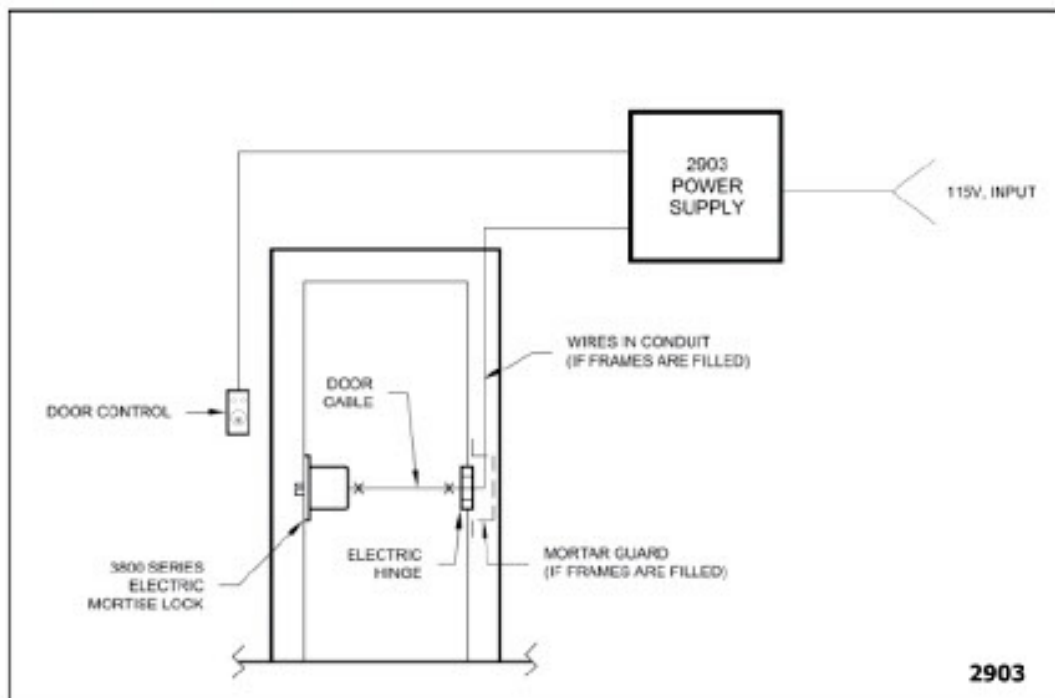 2903
POWER
SUPPLY
115V, INPUT
WIRES IN CONDUIT
(IF FRAMES ARE FILLED)
DOOR
CABLE
DOOR CONTROL
ELECTRIC
HINGE
MORTAR GUARD
(IF FRAMES ARE FILLED)
3800 SERIES
ELECTRIC
MORTISE LOCK
2903